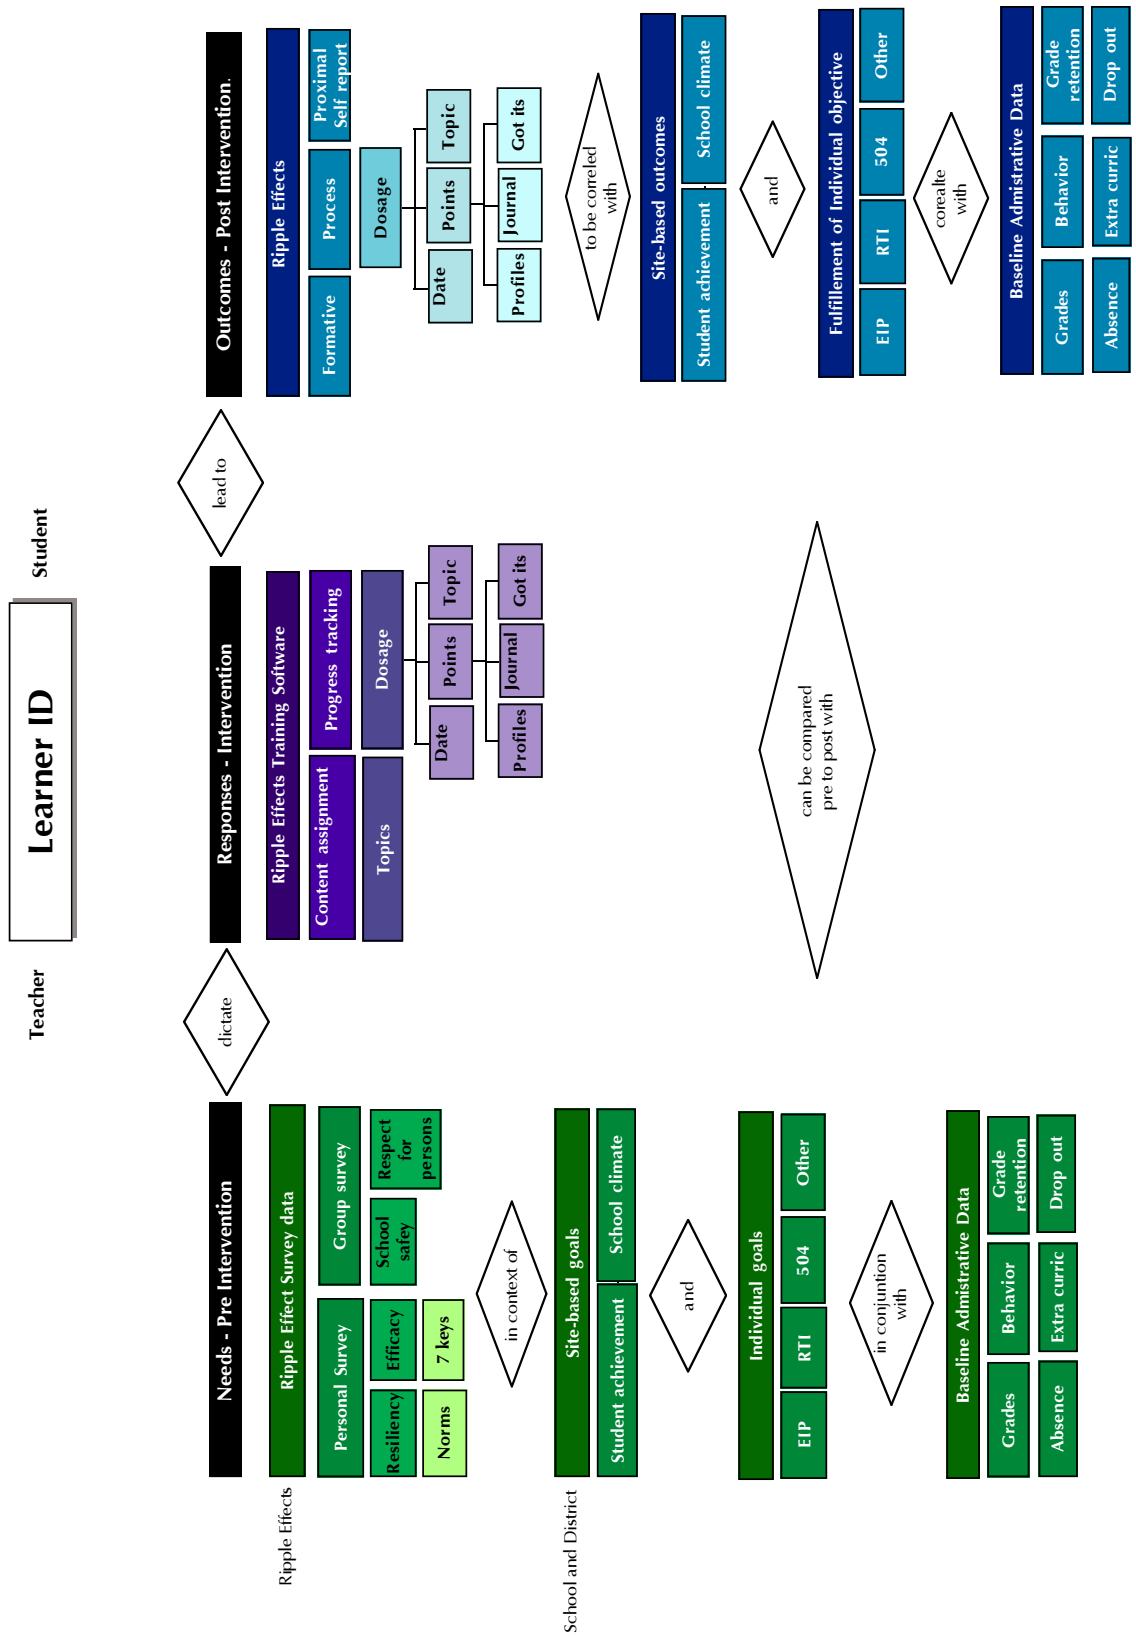 Teacher
Learner ID
Student
Needs - Pre Intervention
dictate
Responses - Intervention
lead to
Outcomes - Post Intervention.
Ripple Effects
Ripple Effect Survey data
Personal Survey
Group survey
Resiliency
Efficacy
School
safey
Respect
for
persons
Norms
7 keys
in context of
School and District
Site-based goals
Student achievement
School climate
and
Individual goals
EIP
RTI
504
Other
in conjuntion
with
Baseline Admistrative Data
Grades
Behavior
Grade
retention
Absence
Extra curric
Drop out
Ripple Effects Training Software
Content assignment
Progress tracking
Topics
Dosage
Date
Points
Topic
Profiles
Journal
Got its
can be compared
pre to post with
Ripple Effects
Formative
Process
Proximal
Self report
Dosage
Date
Points
Topic
Profiles
Journal
Got its
to be correled
with
Site-based outcomes
Student achievement
School climate
and
Fulfillement of Individual objective
EIP
RTI
504
Other
corealte
with
Baseline Admistrative Data
Grades
Behavior
Grade
retention
Absence
Extra curric
Drop out